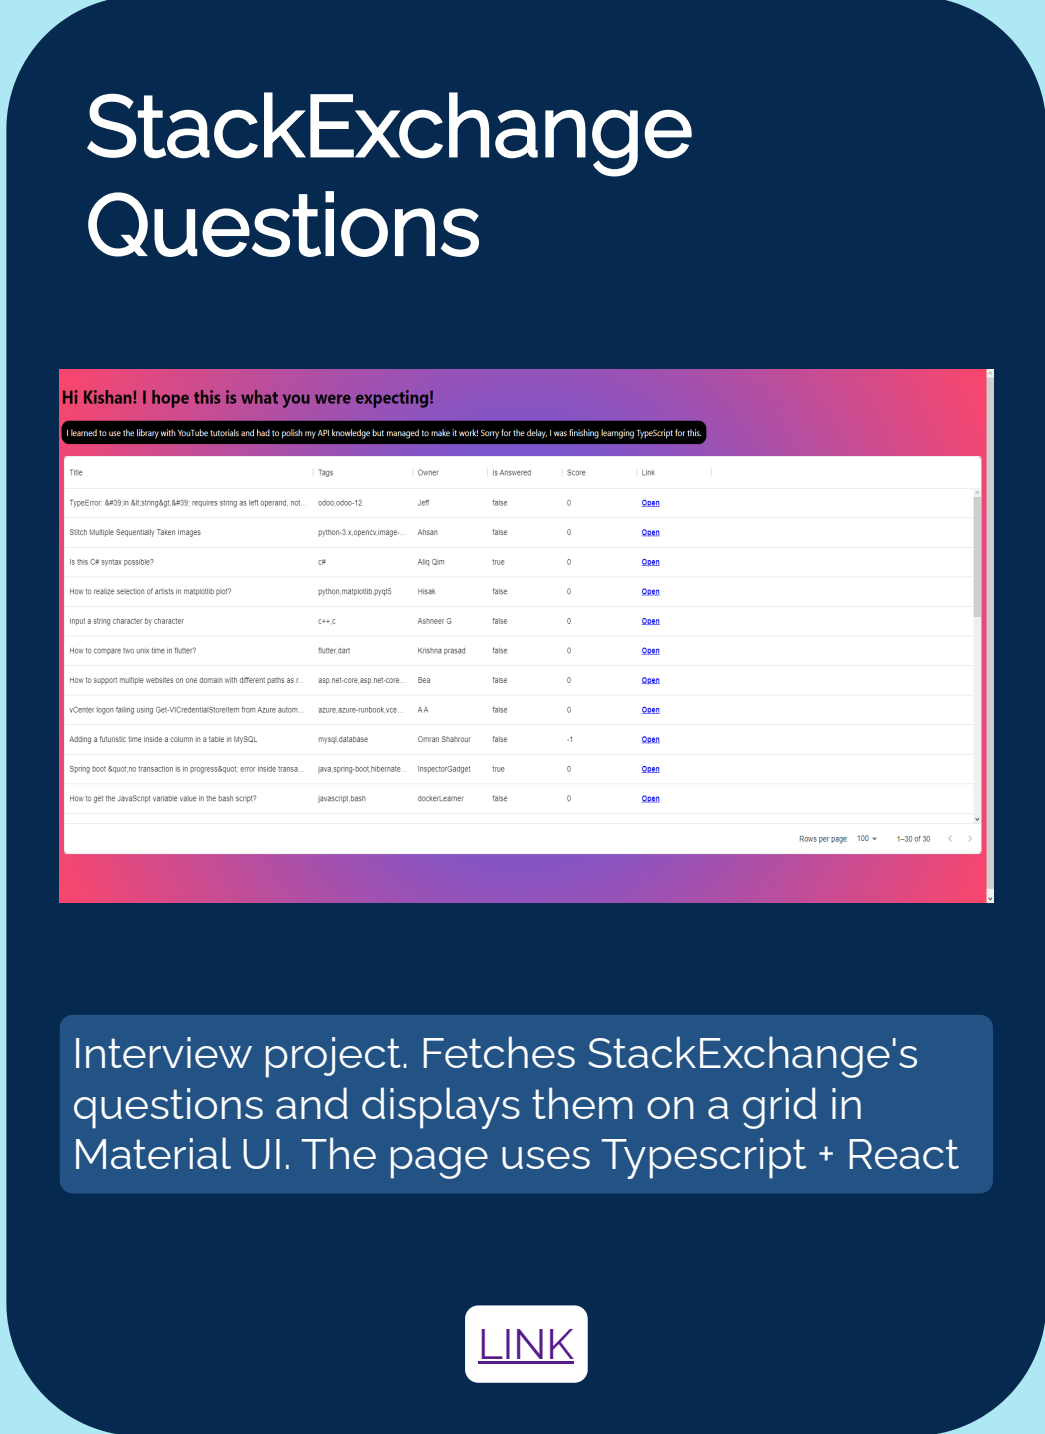 StackExchange
Questions
Hi Kishan! I hope this is what you were expecting!
I learned to use the library with YouTube tutorials and had to polish my API knowledge but managed to make it work! Sorry for the delay, I was finishing learnging TypeScript for this.
Title Tags Owner Is Answered Score Link
TypeError: &#39;in &lt;string&gt;&#39; requires string as left operand, not... odoo,odoo-12 Jeff false 0 Open
Stitch Multiple Sequentially Taken Images python-3.x,opencv,image-... Ahsan false 0 Open
Is this C# syntax possible? c# Aliq Qim true 0 Open
How to realize selection of artists in matplotlib plot? python,matplotlib,pyqt5 Hisak false 0 Open
Input a string character by character c++,c Ashneer G false 0 Open
How to compare two unix time in flutter? flutter,dart Krishna prasad false 0 Open
How to support multiple websites on one domain with different paths as r... asp.net-core,asp.net-core... Bea false 0 Open
vCenter logon failing using Get-VICredentialStoreItem from Azure autom... azure,azure-runbook,vce... A A false 0 Open
Adding a futuristic time inside a column in a table in MySQL mysql,database Omran Shahrour false -1 Open
Spring boot &quot;no transaction is in progress&quot; error inside transa... java,spring-boot,hibernate... InspectorGadget true 0 Open
How to get the JavaScript variable value in the bash script? javascript,bash dockerLearner false 0 Open
Rows per page: 100 1–30 of 30
Interview project. Fetches StackExchange's
questions and displays them on a grid in
Material UI. The page uses Typescript + React
LINK